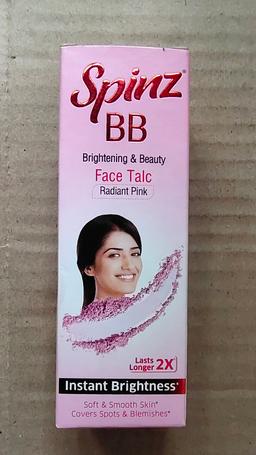 Spinz®
BB
Brightening & Beauty
Face Talc
Radiant Pink
Lasts
Longer 2X
Instant Brightness*
Soft & Smooth Skin*
Covers Spots & Blemishes*